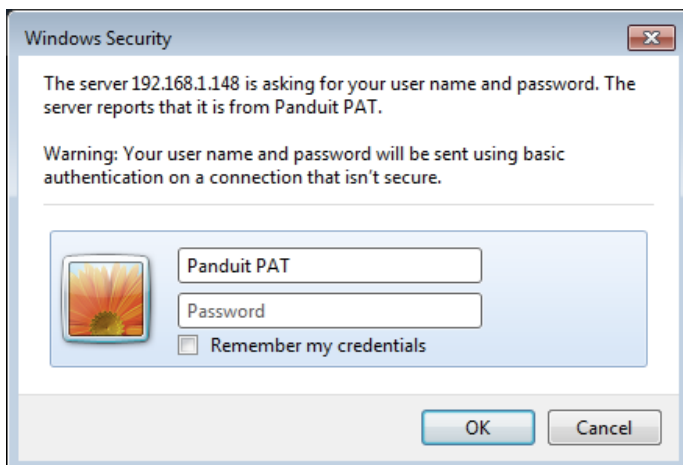 Windows Security
The server 192.168.1.148 is asking for your user name and password. The
server reports that it is from Panduit PAT.
Warning: Your user name and password will be sent using basic
authentication on a connection that isn't secure.
Panduit PAT
Password
Remember my credentials
OK
Cancel